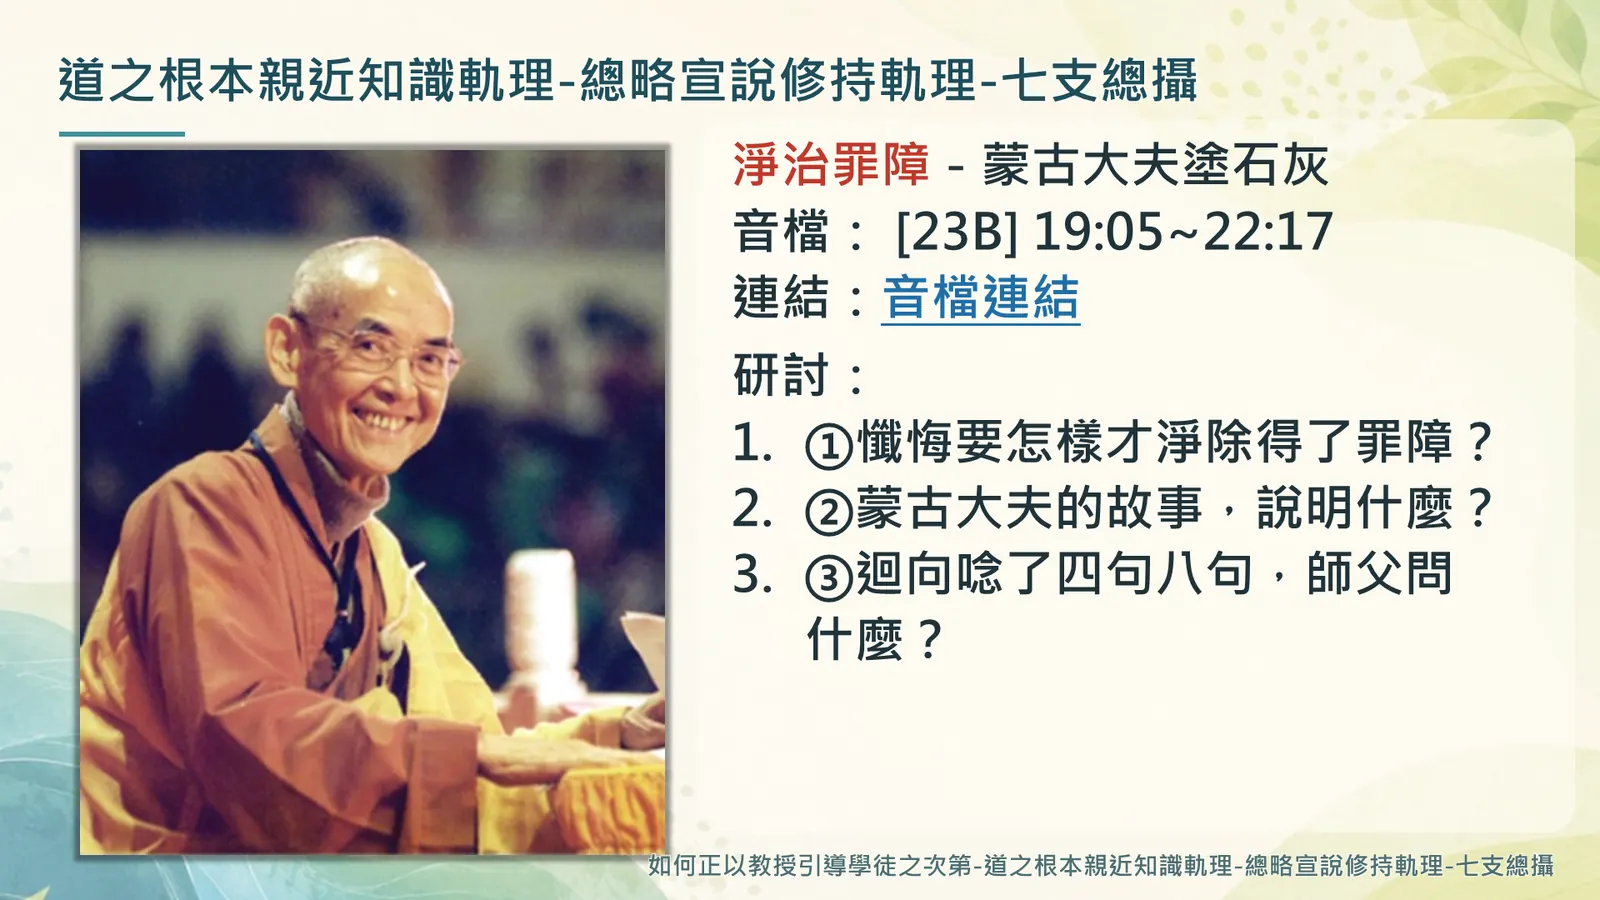 道之根本親近知識軌理-總略宣說修持軌理-七支總攝
淨治罪障 - 蒙古大夫塗石灰
音檔： [23B] 19:05~22:17
連結：音檔連結
研討：
1. ①懺悔要怎樣才淨除得了罪障？
2. ②蒙古大夫的故事，說明什麼？
3. ③迴向唸了四句八句，師父問
什麼？
如何正以教授引導學徒之次第-道之根本親近知識軌理-總略宣說修持軌理-七支總攝